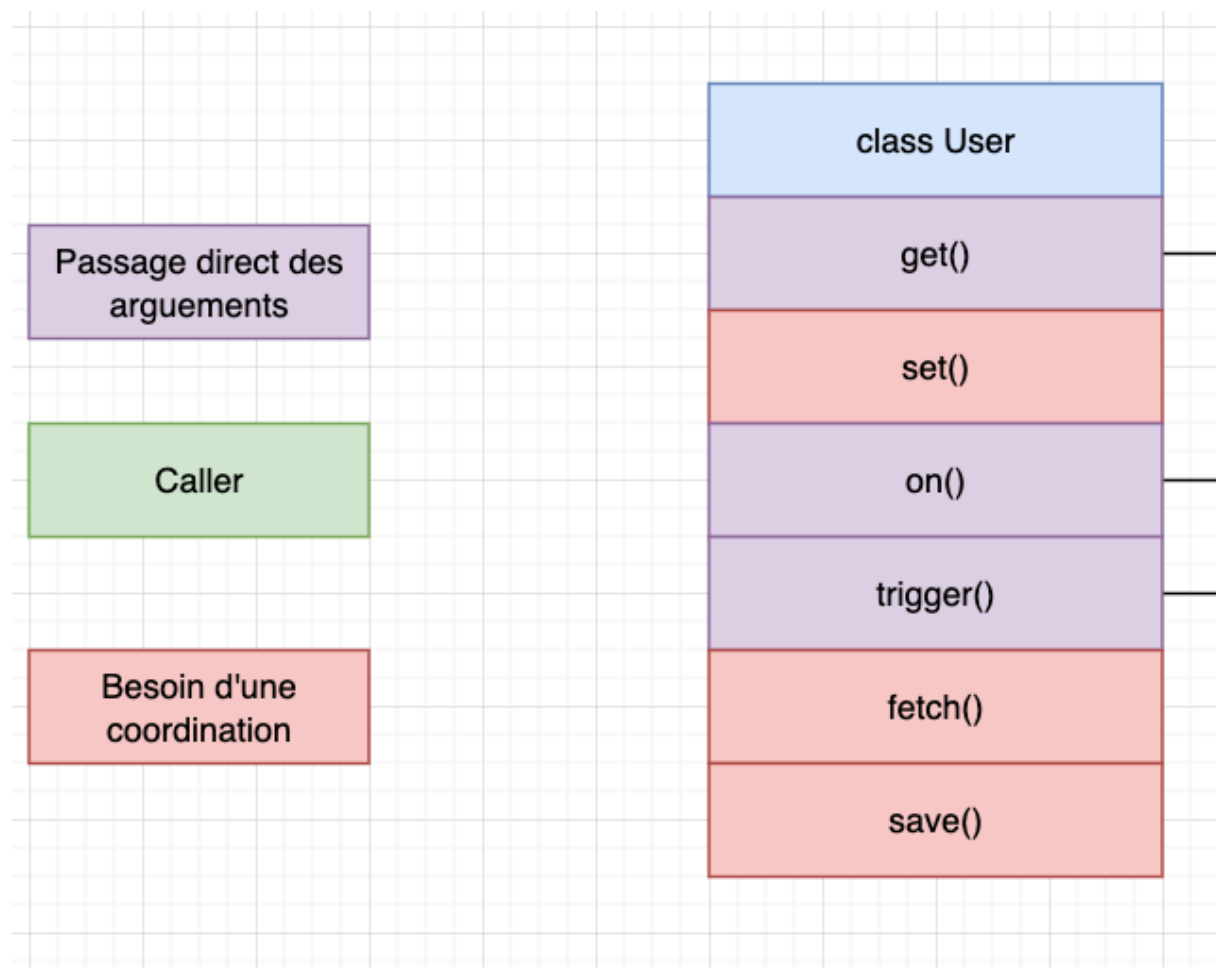 class User
Passage direct des
arguements
get()
set()
Caller
on()
trigger()
Besoin d'une
coordination
fetch()
save()